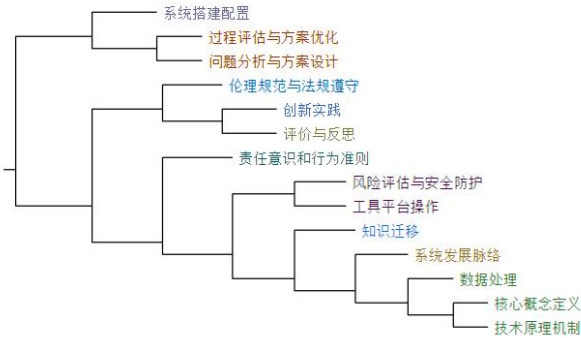 系统搭建配置
过程评估与方案优化
问题分析与方案设计
伦理规范与法规遵守
创新实践
评价与反思
责任意识和行为准则
风险评估与安全防护
工具平台操作
知识迁移
系统发展脉络
数据处理
核心概念定义
技术原理机制